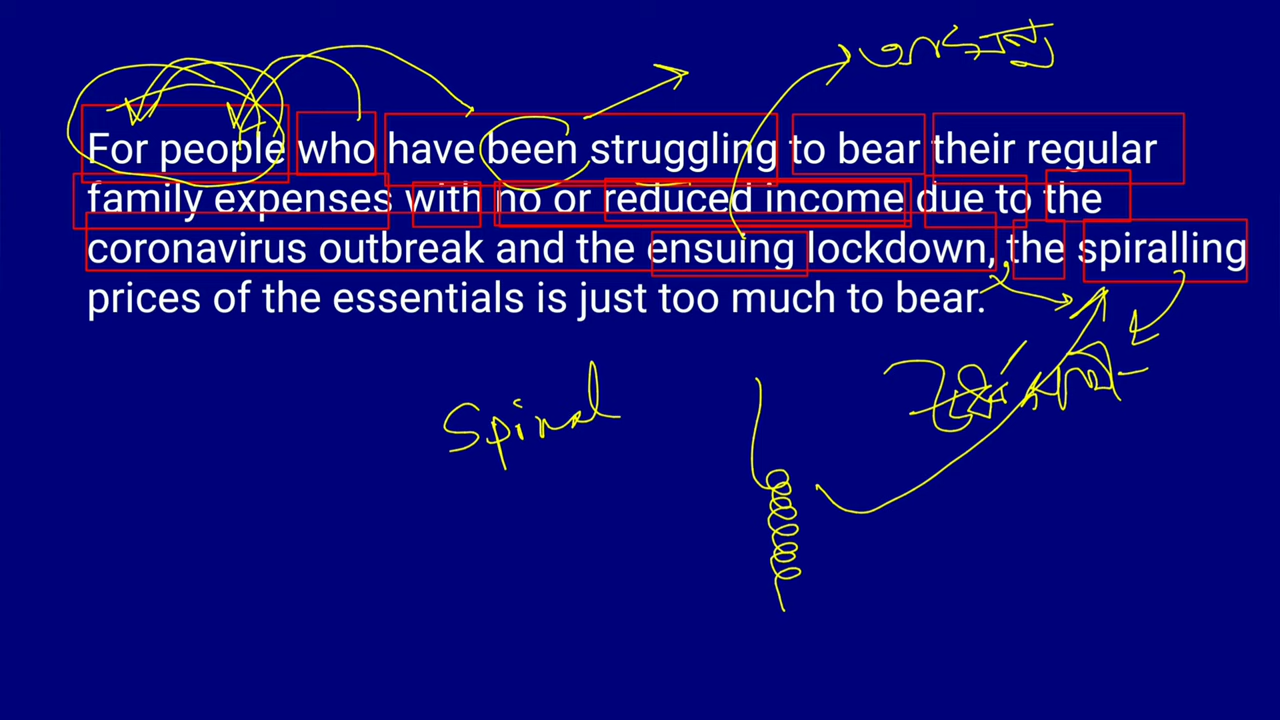 For people who have been struggling to bear their regular
family expenses with no or reduced income due to the
coronavirus outbreak and the ensuing lockdown, the spiralling
prices of the essentials is just too much to bear.
Spiral